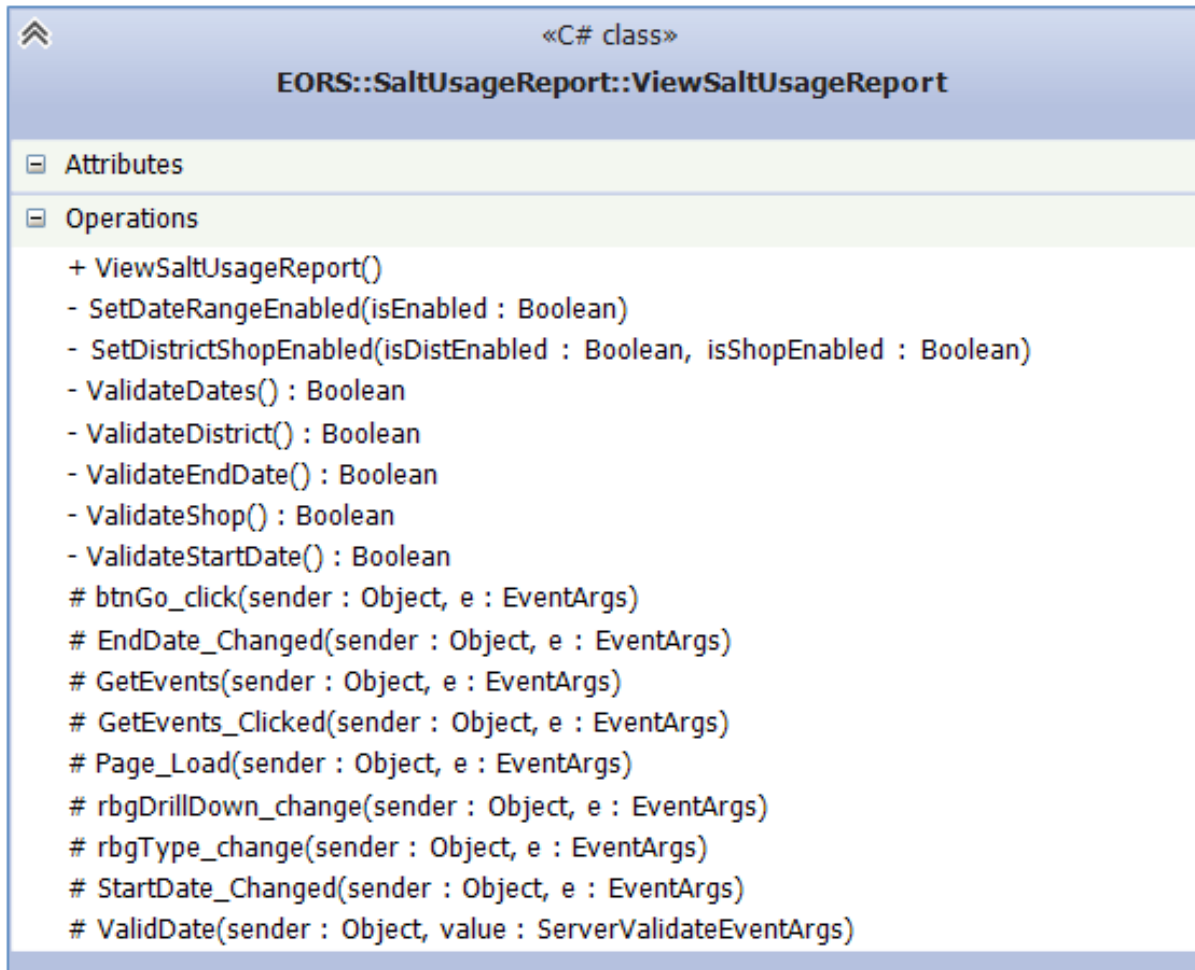 «C# class»
EORS::SaltUsageReport::ViewSaltUsageReport
Attributes
Operations
+ ViewSaltUsageReport()
- SetDateRangeEnabled(isEnabled : Boolean)
- SetDistrictShopEnabled(isDistEnabled : Boolean, isShopEnabled : Boolean)
- ValidateDates() : Boolean
- ValidateDistrict() : Boolean
- ValidateEndDate() : Boolean
- ValidateShop() : Boolean
- ValidateStartDate() : Boolean
# btnGo_click(sender : Object, e : EventArgs)
# EndDate_Changed(sender : Object, e : EventArgs)
# GetEvents(sender : Object, e : EventArgs)
# GetEvents_Clicked(sender : Object, e : EventArgs)
# Page_Load(sender : Object, e : EventArgs)
# rbgDrillDown_change(sender : Object, e : EventArgs)
# rbgType_change(sender : Object, e : EventArgs)
# StartDate_Changed(sender : Object, e : EventArgs)
# ValidDate(sender : Object, value : ServerValidateEventArgs)